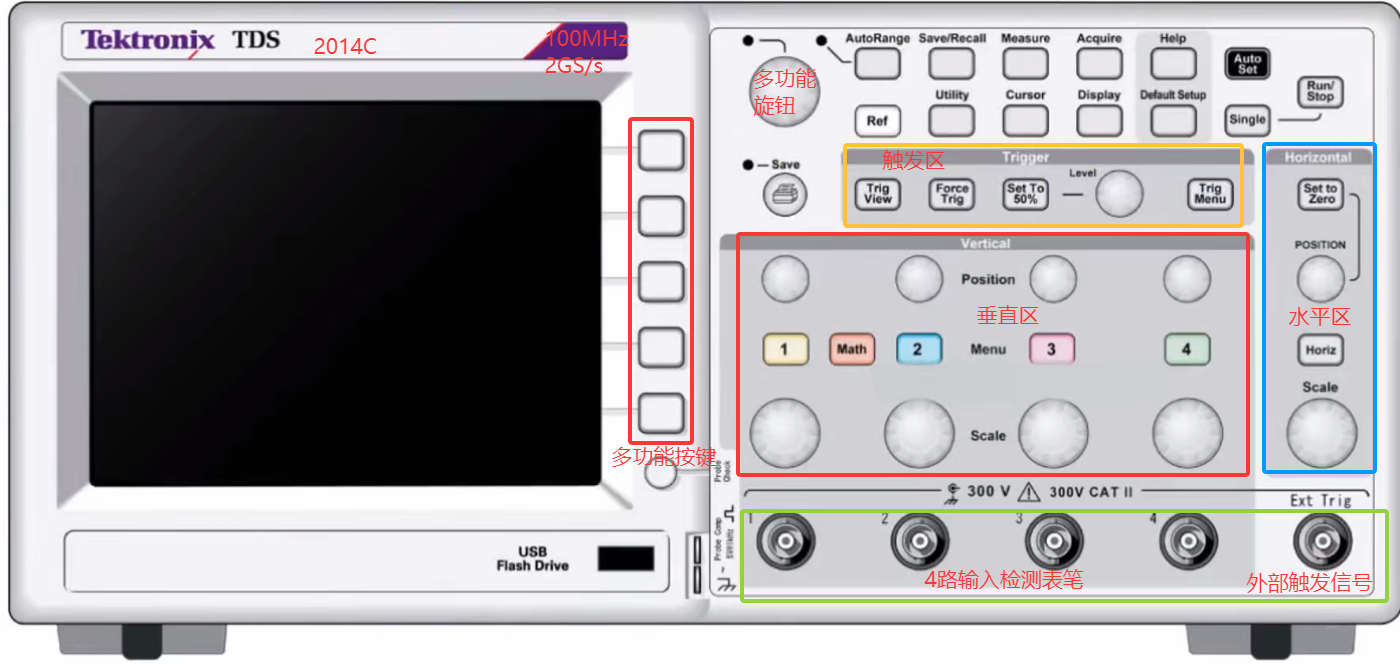 Tektronix TDS 2014C
100MHz
2GS/s
多功能
旋钮
AutoRange Save/Recall Measure Acquire Help
Auto
Set
Run/
Stop
Ref
Utility Cursor Display Default Setup
Single
Save
触发区
Trigger
Trig
View
Force
Trig
Set To
50%
Level
Trig
Menu
Horizontal
Set to
Zero
POSITION
水平区
Horiz
Scale
Vertical
Position
垂直区
1 Math 2 Menu 3 4
Scale
多功能按键
Probe
Check
300 V 300V CAT II
Ext Trig
1 2 3 4
Probe Comp
5V@1kHz
4路输入检测表笔
外部触发信号
USB
Flash Drive